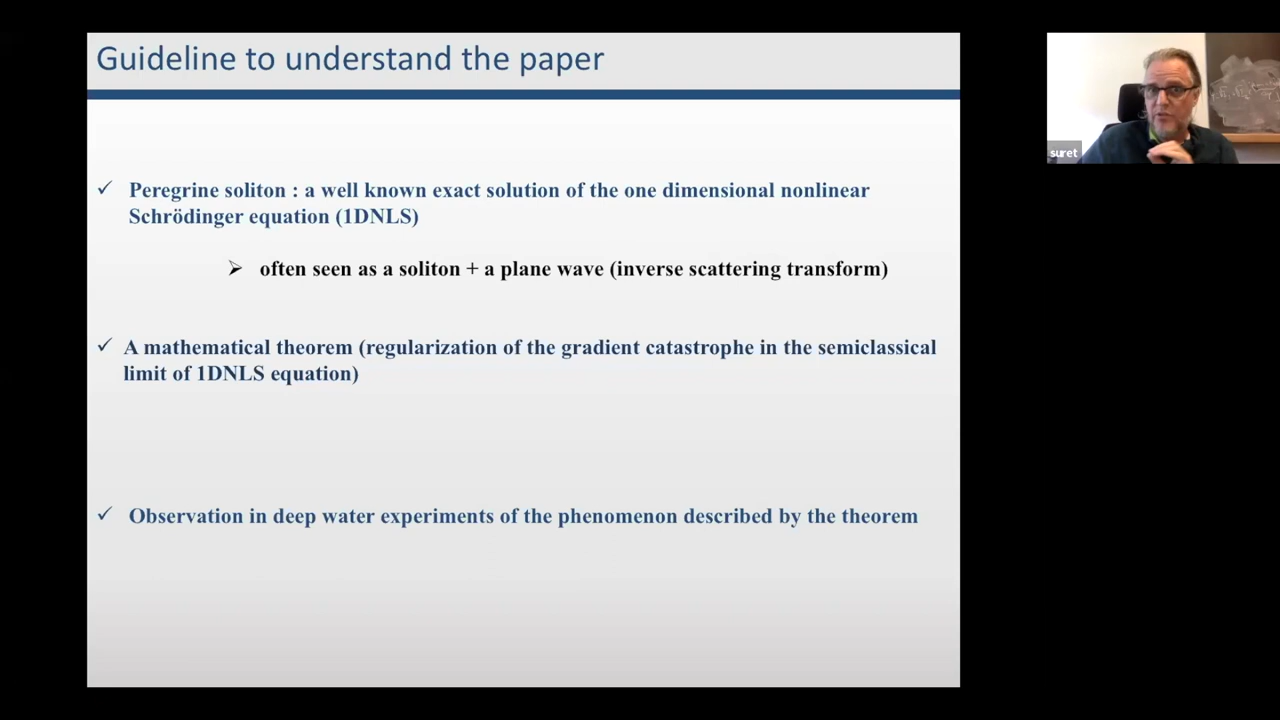 Guideline to understand the paper
suret
✓ Peregrine soliton : a well known exact solution of the one dimensional nonlinear
Schrödinger equation (1DNLS)
➢ often seen as a soliton + a plane wave (inverse scattering transform)
✓ A mathematical theorem (regularization of the gradient catastrophe in the semiclassical
limit of 1DNLS equation)
✓ Observation in deep water experiments of the phenomenon described by the theorem